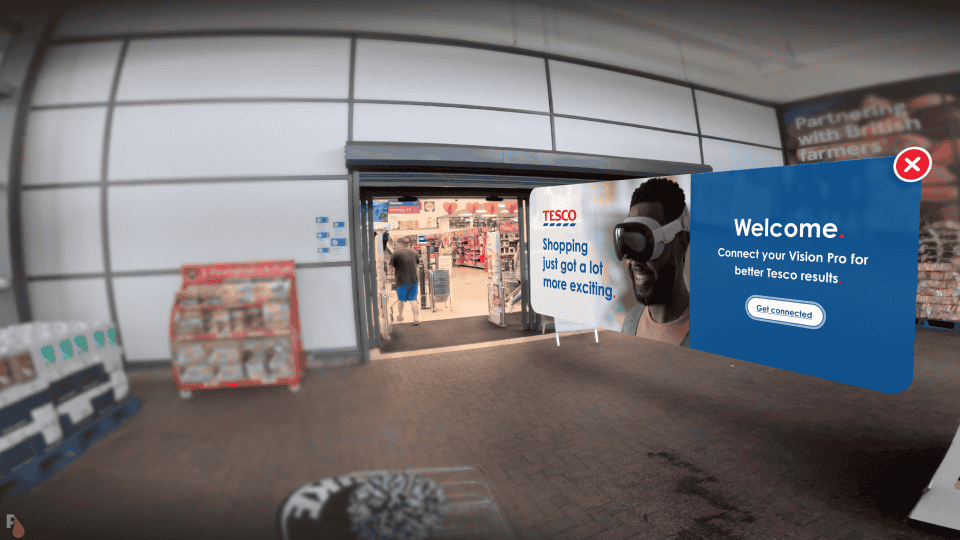 Partnering
with British
farmers
TESCO
Shopping
just got a lot
more exciting.
Welcome.
Connect your Vision Pro for
better Tesco results.
Get connected